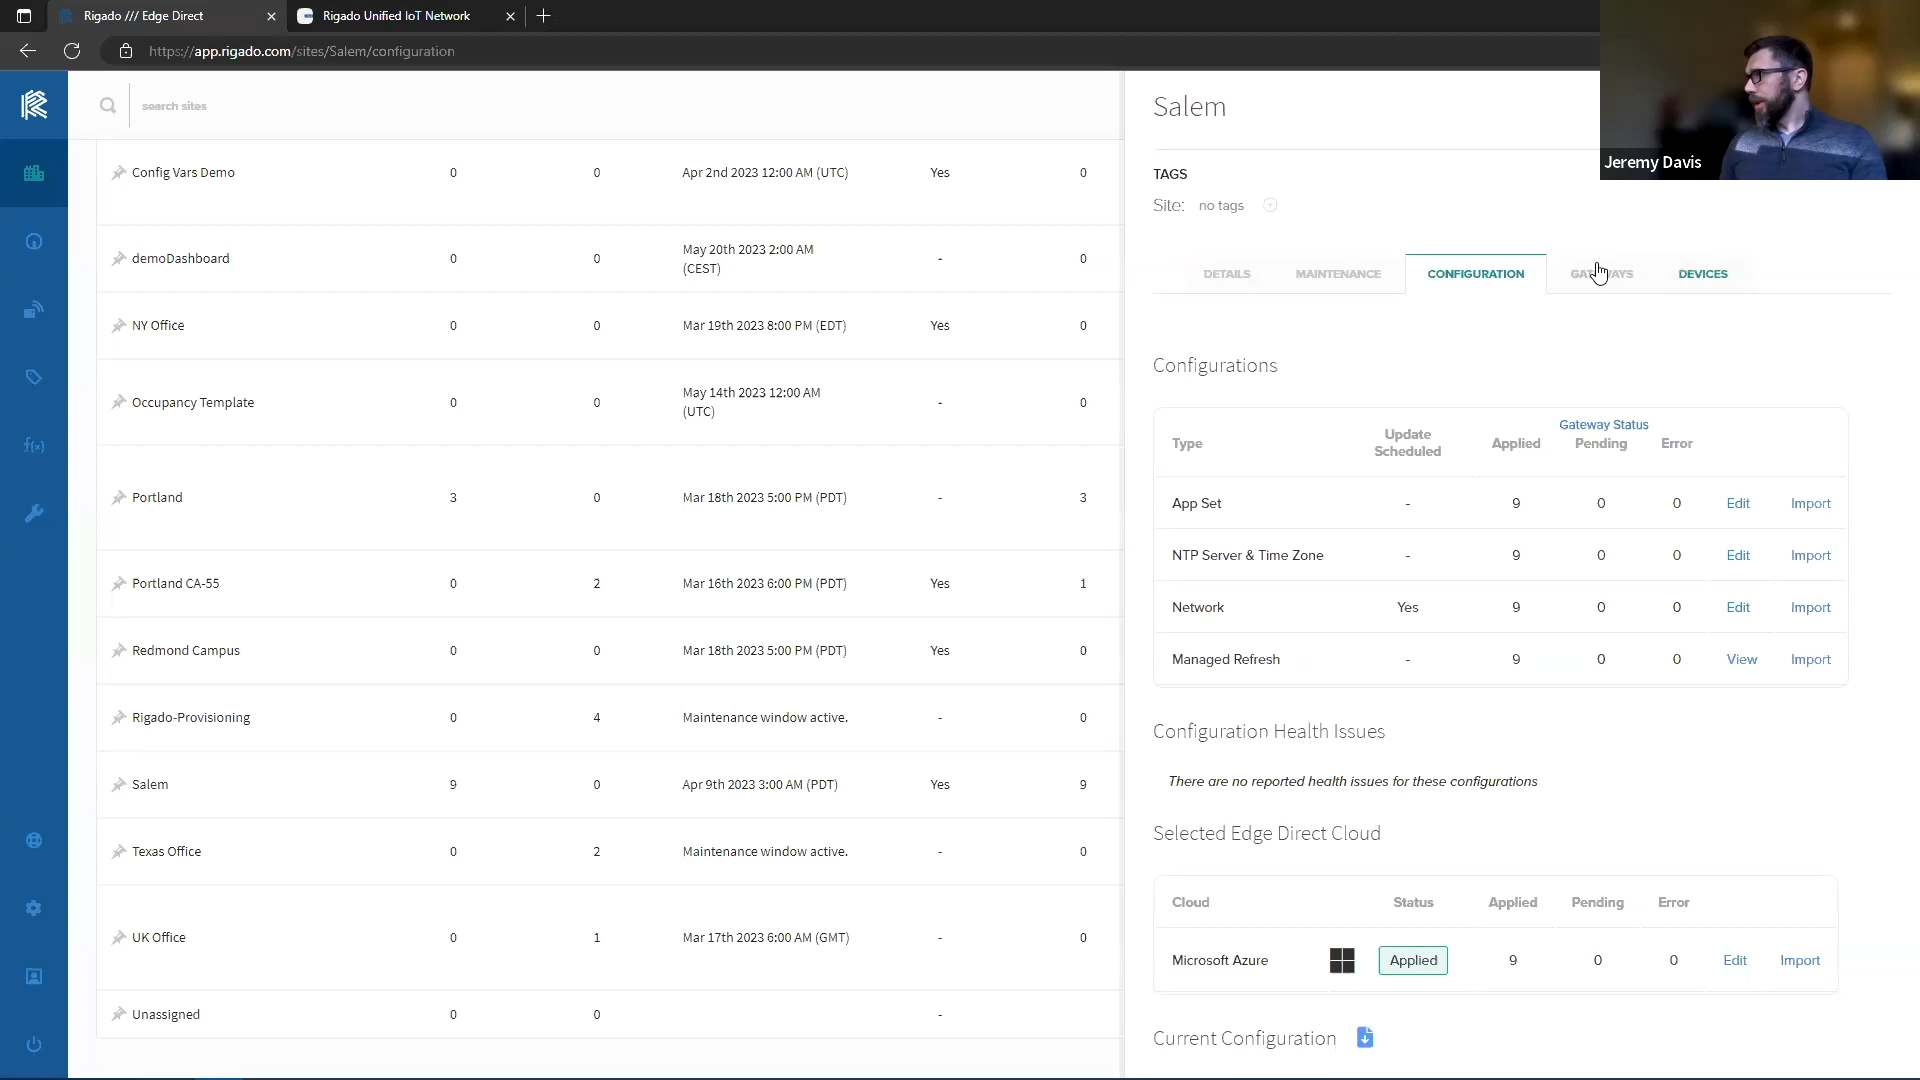 Rigado /// Edge Direct
Rigado Unified IoT Network
https://app.rigado.com/sites/Salem/configuration
Jeremy Davis
search sites
Config Vars Demo 0 0 Apr 2nd 2023 12:00 AM (UTC) Yes 0
demoDashboard 0 0 May 20th 2023 2:00 AM (CEST) - 0
NY Office 0 0 Mar 19th 2023 8:00 PM (EDT) Yes 0
Occupancy Template 0 0 May 14th 2023 12:00 AM (UTC) - 0
Portland 3 0 Mar 18th 2023 5:00 PM (PDT) - 3
Portland CA-55 0 2 Mar 16th 2023 6:00 PM (PDT) Yes 1
Redmond Campus 0 0 Mar 18th 2023 5:00 PM (PDT) Yes 0
Rigado-Provisioning 0 4 Maintenance window active. - 0
Salem 9 0 Apr 9th 2023 3:00 AM (PDT) Yes 9
Texas Office 0 2 Maintenance window active. - 0
UK Office 0 1 Mar 17th 2023 6:00 AM (GMT) - 0
Unassigned 0 0 -
f(x)
Salem
TAGS
Site: no tags
DETAILS MAINTENANCE CONFIGURATION GATEWAYS DEVICES
Configurations
Gateway Status
Type Update Scheduled Applied Pending Error
App Set - 9 0 0 Edit Import
NTP Server & Time Zone - 9 0 0 Edit Import
Network Yes 9 0 0 Edit Import
Managed Refresh - 9 0 0 View Import
Configuration Health Issues
There are no reported health issues for these configurations
Selected Edge Direct Cloud
Cloud Status Applied Pending Error
Microsoft Azure Applied 9 0 0 Edit Import
Current Configuration